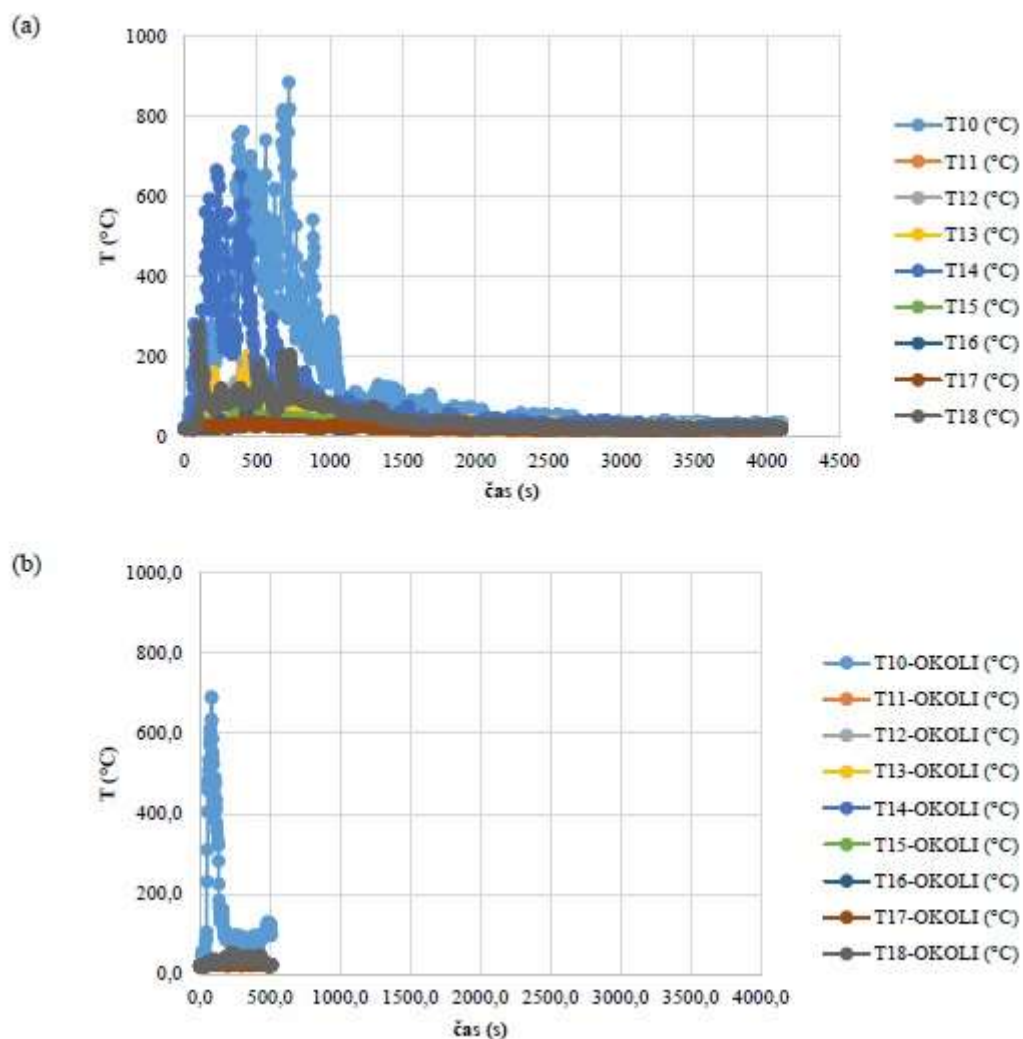 (a)
1000
800
600
400
200
0
T (°C)
0 500 1000 1500 2000 2500 3000 3500 4000 4500
čas (s)
T10 (°C)
T11 (°C)
T12 (°C)
T13 (°C)
T14 (°C)
T15 (°C)
T16 (°C)
T17 (°C)
T18 (°C)
(b)
1000,0
800,0
600,0
400,0
200,0
0,0
T (°C)
0,0 500,0 1000,0 1500,0 2000,0 2500,0 3000,0 3500,0 4000,0
čas (s)
T10-OKOLI (°C)
T11-OKOLI (°C)
T12-OKOLI (°C)
T13-OKOLI (°C)
T14-OKOLI (°C)
T15-OKOLI (°C)
T16-OKOLI (°C)
T17-OKOLI (°C)
T18-OKOLI (°C)